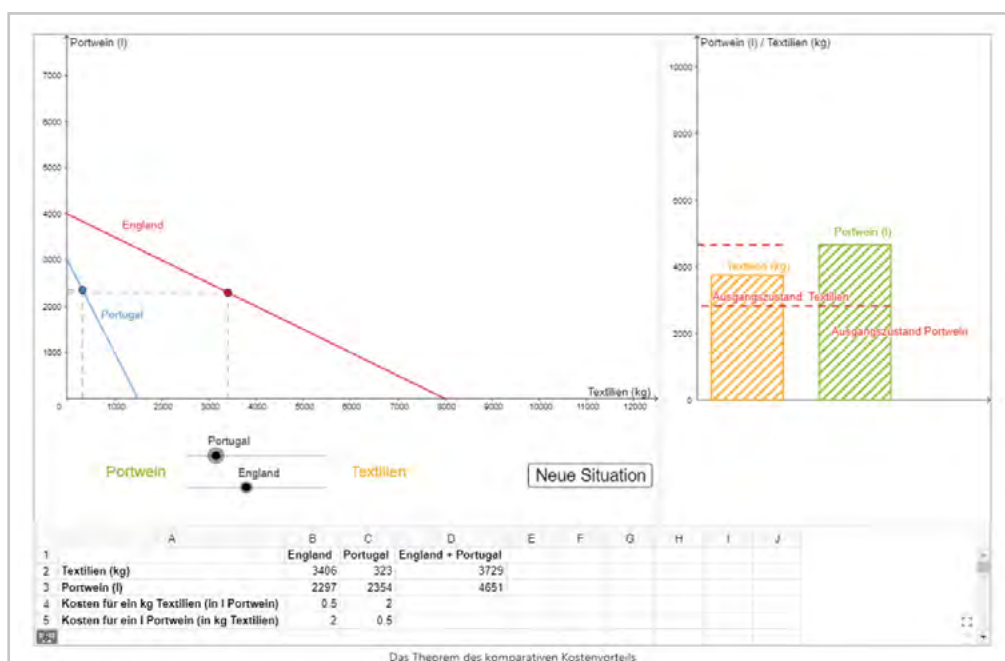 Portwein (l)
7000
6000
5000
4000
3000
2000
1000
England
Portugal
Textilien (kg)
0 1000 2000 3000 4000 5000 6000 7000 8000 9000 10000 11000 12000
Portwein (l) / Textilien (kg)
10000
8000
6000
4000
2000
0
Portwein (l)
Textilien (kg)
Ausgangszustand Textilien
Ausgangszustand Portwein
Portugal
Portwein
England
Textilien
Neue Situation
A B C D E F G H I J
1 England Portugal England + Portugal
2 Textilien (kg) 3406 323 3729
3 Portwein (l) 2297 2354 4651
4 Kosten für ein kg Textilien (in l Portwein) 0.5 2
5 Kosten für ein l Portwein (in kg Textilien) 2 0.5
Das Theorem des komparativen Kostenvorteils